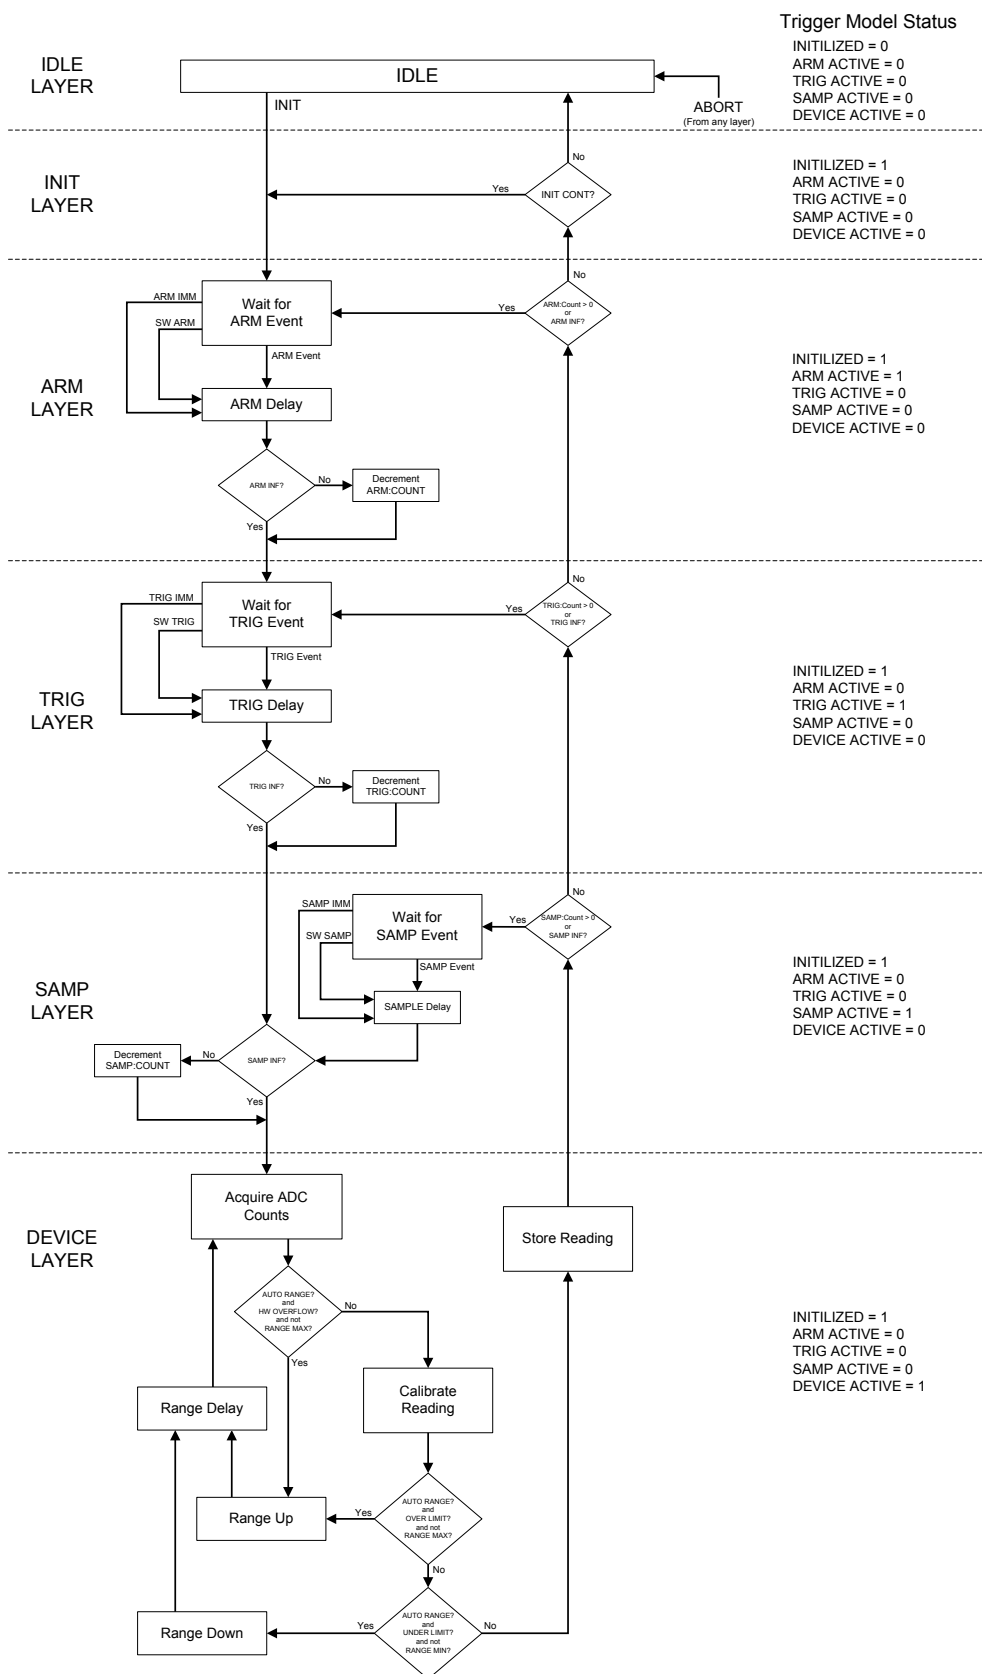 Trigger Model Status
IDLE
LAYER
IDLE
INIT
ABORT
(From any layer)
INITILIZED = 0
ARM ACTIVE = 0
TRIG ACTIVE = 0
SAMP ACTIVE = 0
DEVICE ACTIVE = 0
INIT
LAYER
No
Yes
INIT CONT?
INITILIZED = 1
ARM ACTIVE = 0
TRIG ACTIVE = 0
SAMP ACTIVE = 0
DEVICE ACTIVE = 0
No
ARM IMM
SW ARM
Wait for
ARM Event
Yes
ARM:Count > 0
or
ARM INF?
ARM Event
ARM
LAYER
ARM Delay
ARM INF?
No
Decrement
ARM:COUNT
Yes
INITILIZED = 1
ARM ACTIVE = 1
TRIG ACTIVE = 0
SAMP ACTIVE = 0
DEVICE ACTIVE = 0
No
TRIG IMM
SW TRIG
Wait for
TRIG Event
Yes
TRIG:Count > 0
or
TRIG INF?
TRIG Event
TRIG
LAYER
TRIG Delay
TRIG INF?
No
Decrement
TRIG:COUNT
Yes
INITILIZED = 1
ARM ACTIVE = 0
TRIG ACTIVE = 1
SAMP ACTIVE = 0
DEVICE ACTIVE = 0
No
SAMP IMM
SW SAMP
Wait for
SAMP Event
Yes
SAMP:Count > 0
or
SAMP INF?
SAMP Event
SAMP
LAYER
SAMPLE Delay
Decrement
SAMP:COUNT
No
SAMP INF?
Yes
INITILIZED = 1
ARM ACTIVE = 0
TRIG ACTIVE = 0
SAMP ACTIVE = 1
DEVICE ACTIVE = 0
DEVICE
LAYER
Acquire ADC
Counts
Store Reading
AUTO RANGE?
and
HW OVERFLOW?
and not
RANGE MAX?
No
Yes
Calibrate
Reading
Range Delay
INITILIZED = 1
ARM ACTIVE = 0
TRIG ACTIVE = 0
SAMP ACTIVE = 0
DEVICE ACTIVE = 1
Range Up
Yes
AUTO RANGE?
and
OVER LIMIT?
and not
RANGE MAX?
No
Range Down
Yes
AUTO RANGE?
and
UNDER LIMIT?
and not
RANGE MIN?
No